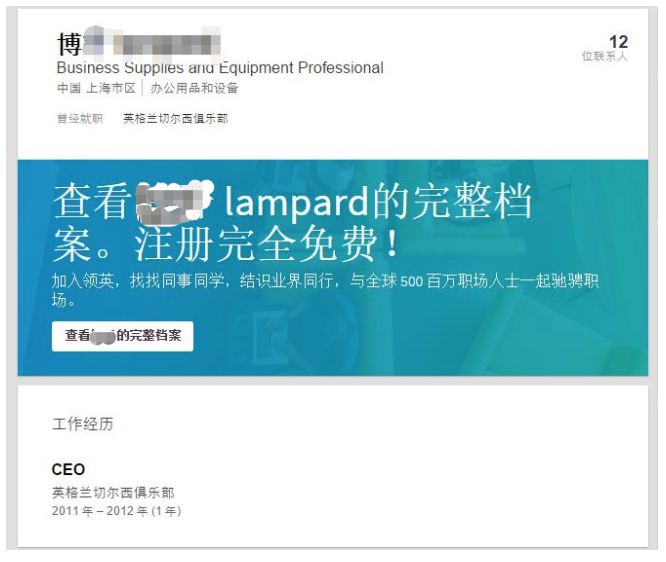 博
12
Business Supplies and Equipment Professional
位联系人
中国 上海市区 | 办公用品和设备
曾经就职 英格兰切尔西俱乐部
查看 lampard的完整档
案。注册完全免费！
加入领英，找找同事同学，结识业界同行，与全球 500 百万职场人士一起驰骋职
场。
查看 的完整档案
工作经历
CEO
英格兰切尔西俱乐部
2011 年 – 2012 年 (1 年)